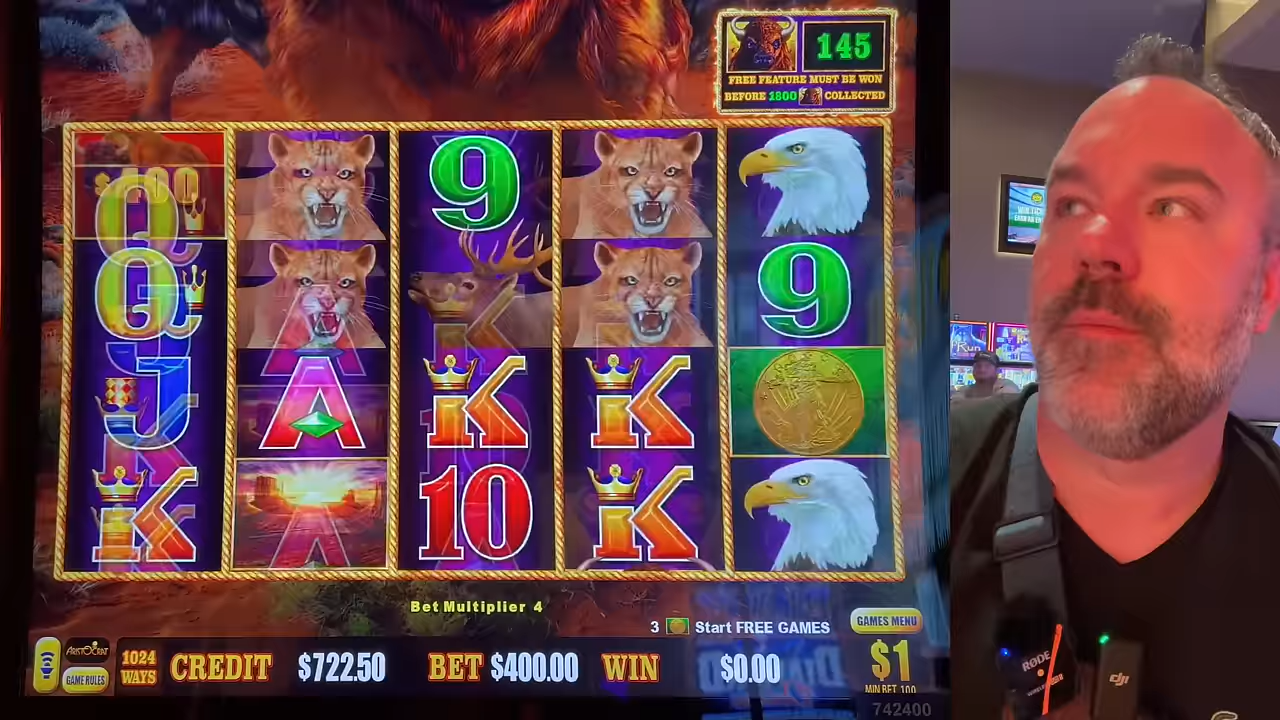 145
FREE FEATURE MUST BE WON
BEFORE 1800 COLLECTED
9
Q
Q
9
J
A
K
K
K
10
K
Bet Multiplier 4
3 Start FREE GAMES
GAMES MENU
ARISTOCRAT
GAME RULES
1024 WAYS
CREDIT $722.50 BET $400.00 WIN $0.00
$1
MIN BET 100
742400
RØDE
dji